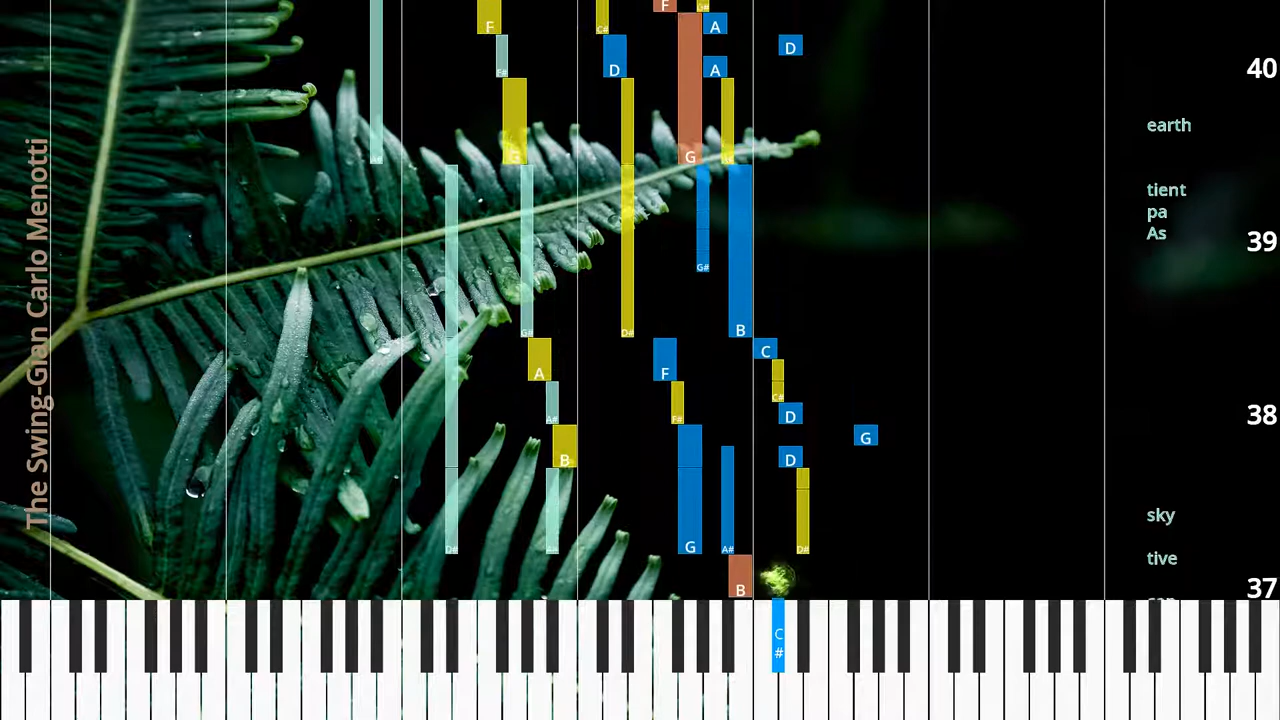 The Swing-Gian Carlo Menotti
F
F
C#
D#
A
D
F#
D
A
40
earth
G
G
A#
A#
tient
pa
As
39
G#
G#
D#
B
C
A
F
C#
A#
F#
D
38
G
B
D
sky
D#
A#
G
A#
D#
tive
B
37
C
#